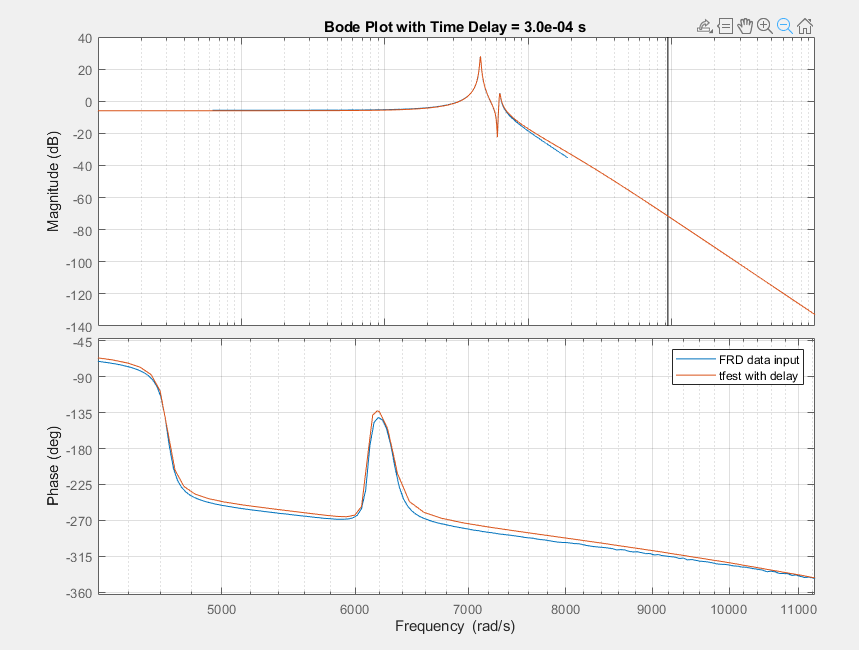 Bode Plot with Time Delay = 3.0e-04 s
Magnitude (dB)
40
20
0
-20
-40
-60
-80
-100
-120
-140
Phase (deg)
-45
-90
-135
-180
-225
-270
-315
-360
FRD data input
tfest with delay
5000 6000 7000 8000 9000 10000 11000
Frequency (rad/s)